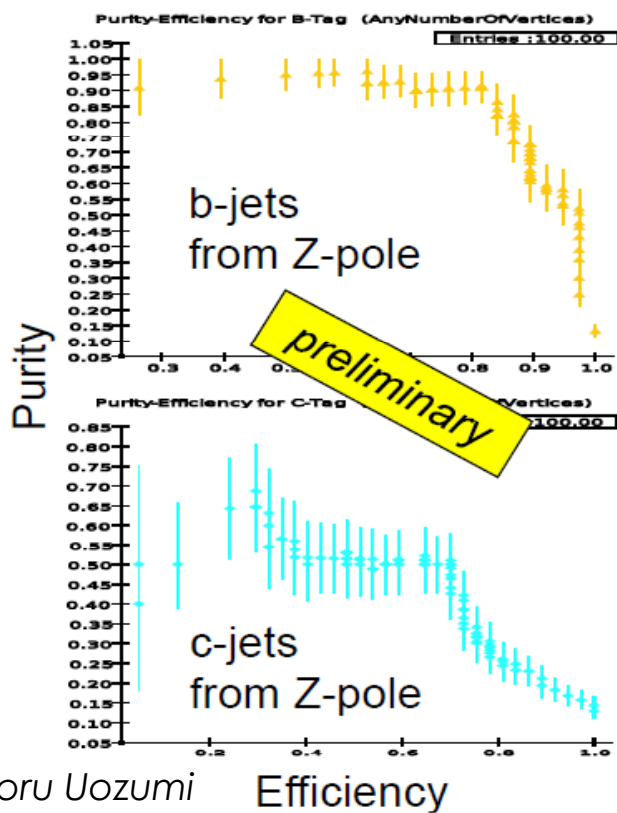 Purity-Efficiency for B-Tag (AnyNumberOfVertices)
Entries :100.00
1.05
1.00
0.95
0.90
0.85
0.80
0.75
0.70
0.65
0.60
0.55
0.50
0.45
0.40
0.35
0.30
0.25
0.20
0.15
0.10
0.05
b-jets
from Z-pole
0.3 0.4 0.8 0.9 1.0
Purity
preliminary
Purity-Efficiency for C-Tag
Vertices)
:100.00
0.85
0.80
0.75
0.70
0.65
0.60
0.55
0.50
0.45
0.40
0.35
0.30
0.25
0.20
0.15
0.10
0.05
c-jets
from Z-pole
0.2 0.4 0.6 0.8 1.0
oru Uozumi
Efficiency